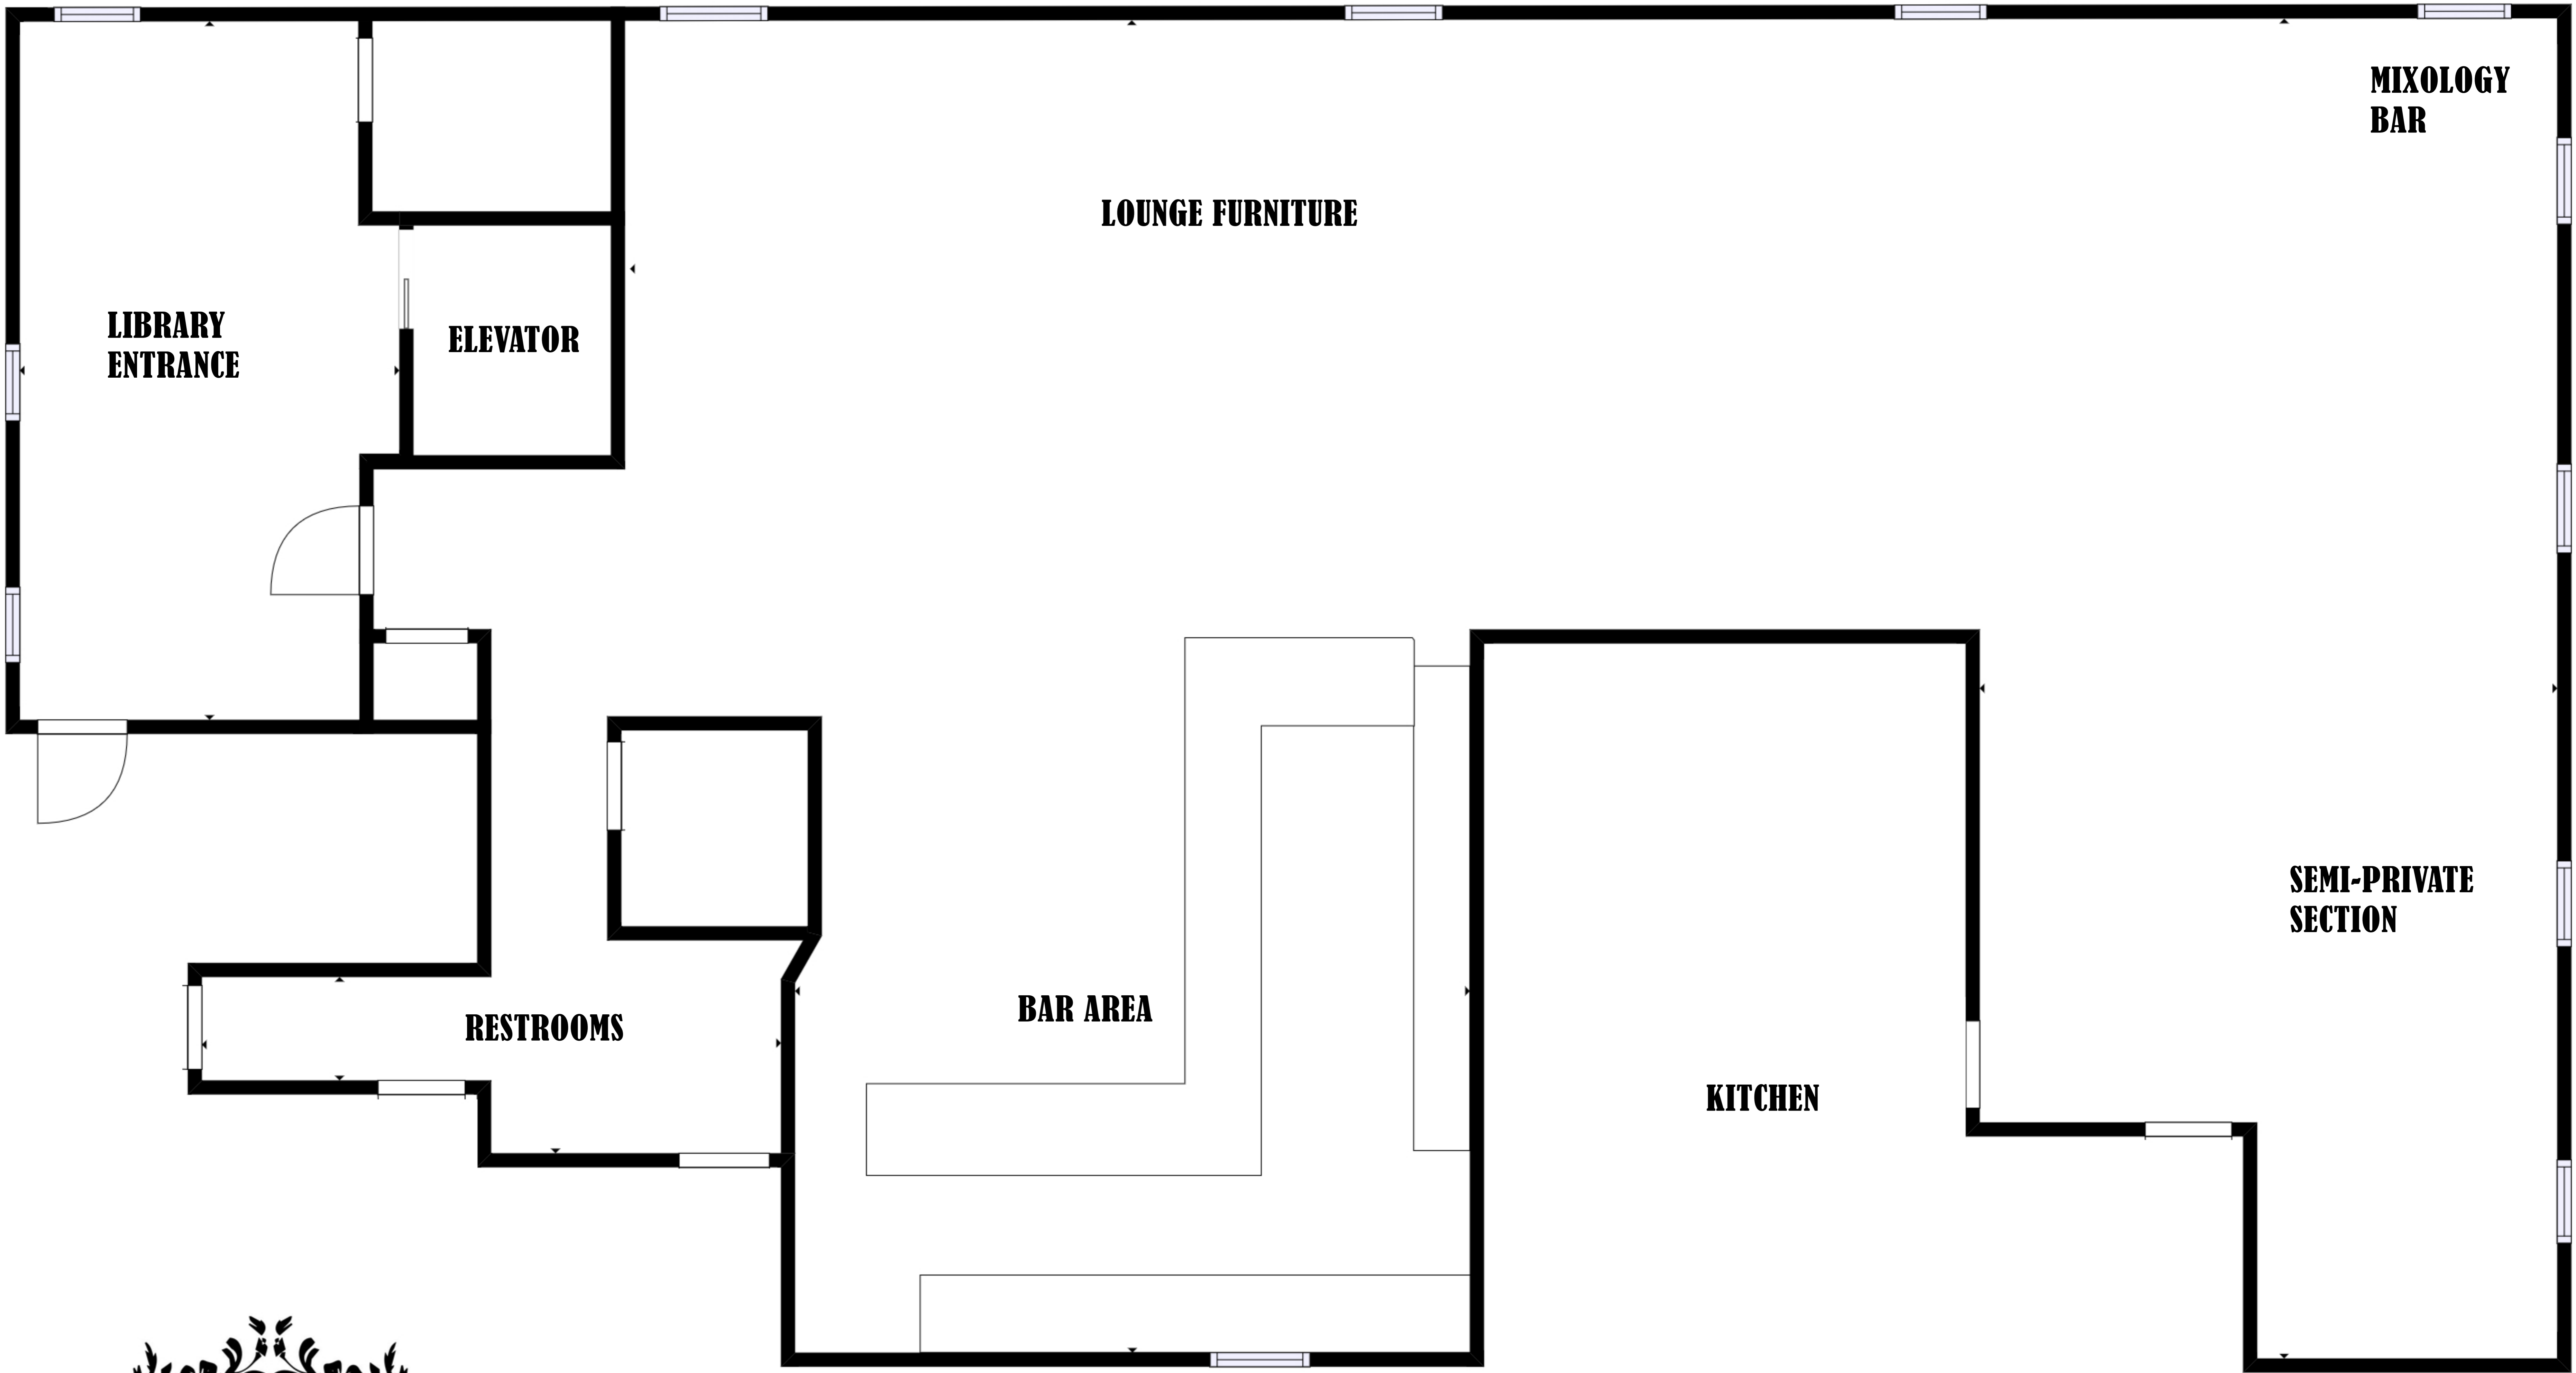 MIXOLOGY
BAR
LOUNGE FURNITURE
LIBRARY
ENTRANCE
ELEVATOR
SEMI-PRIVATE
SECTION
BAR AREA
RESTROOMS
KITCHEN